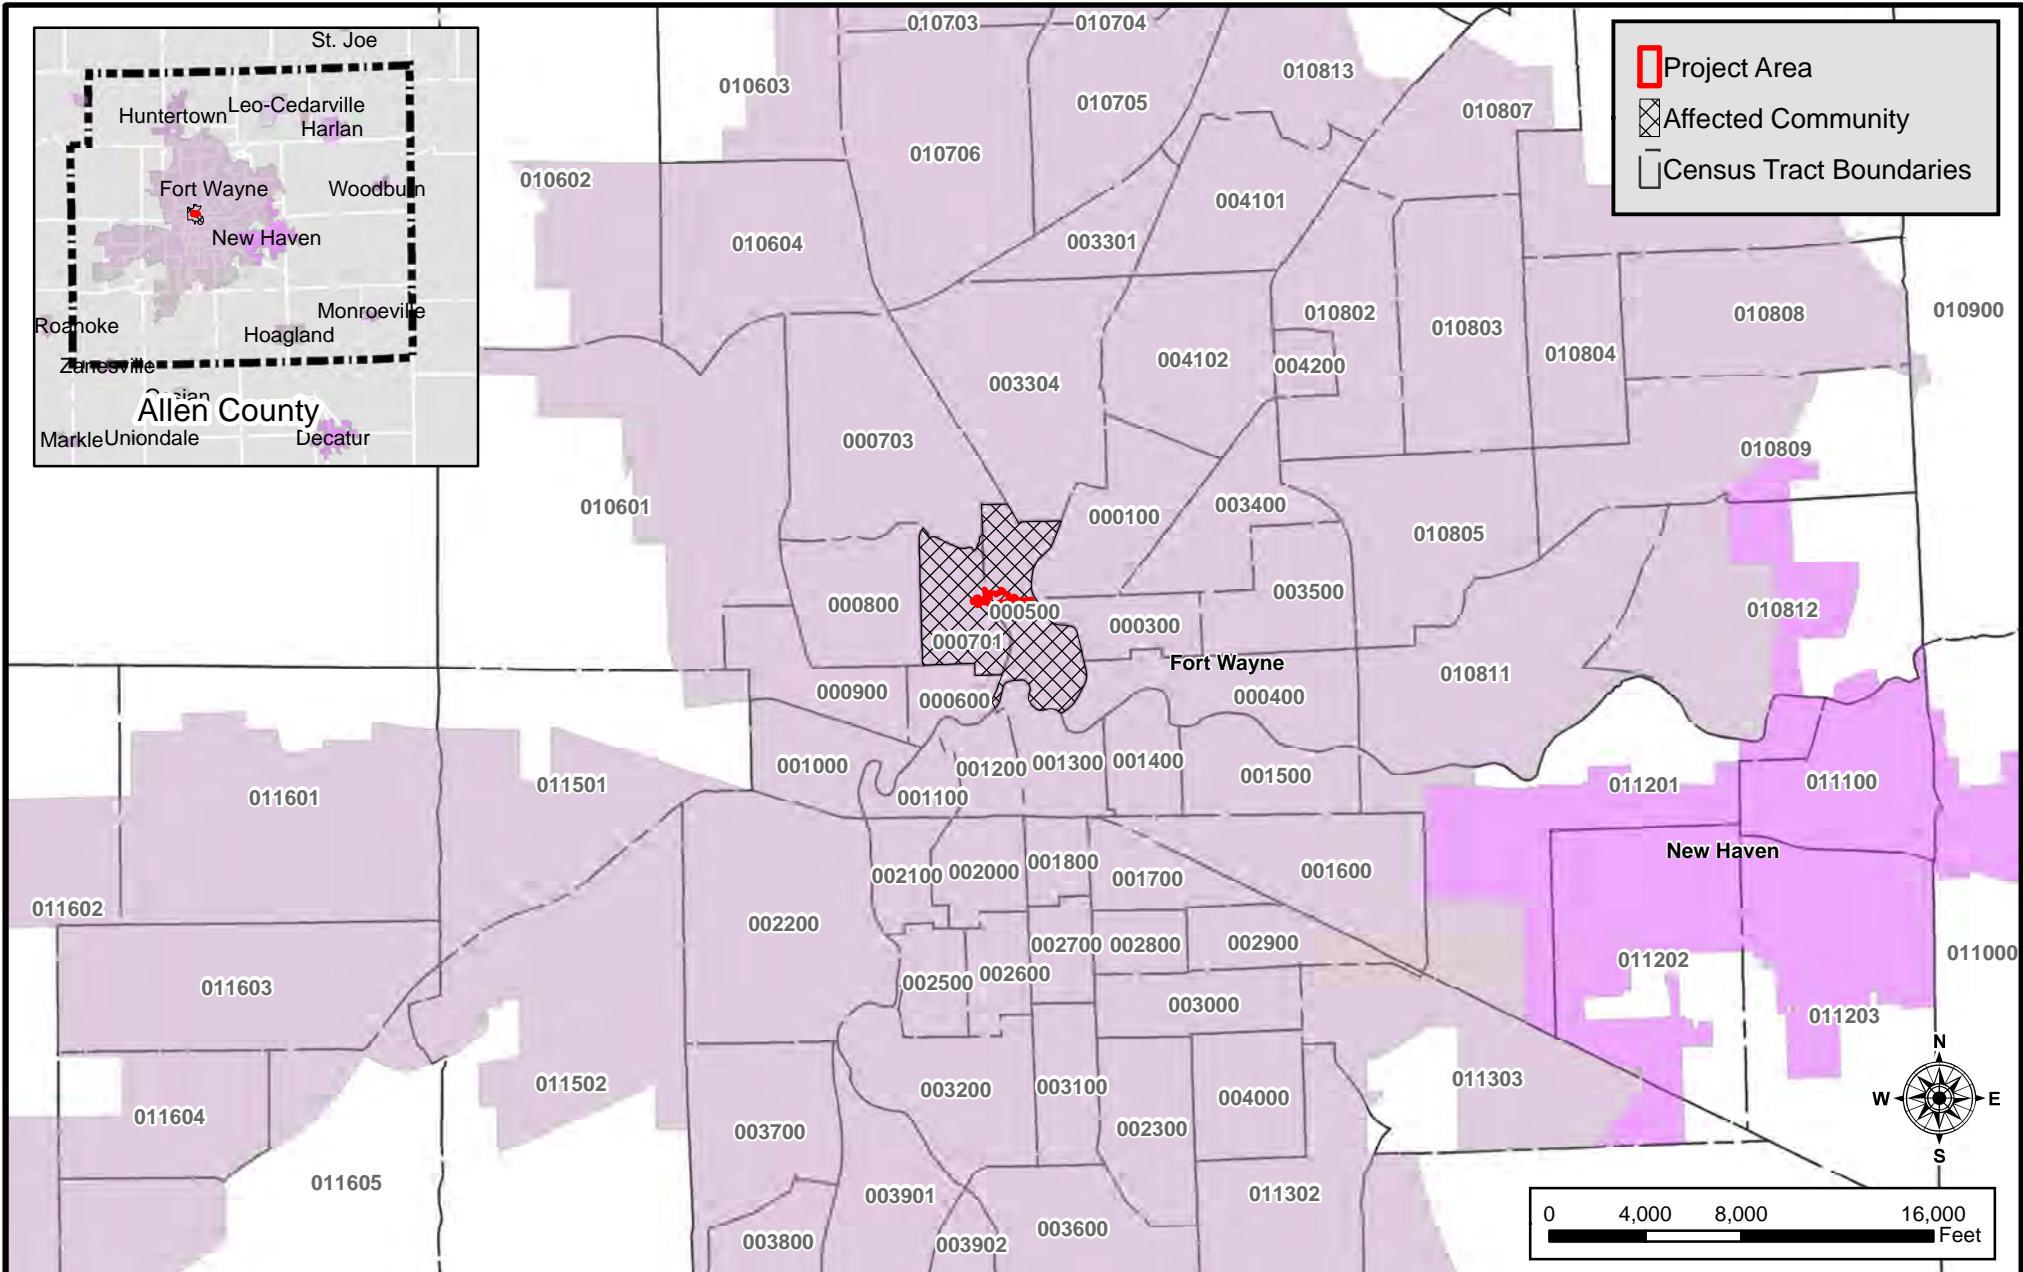 St. Joe
Huntertown
Leo-Cedarville
Harlan
Fort Wayne
Woodburn
New Haven
Monroeville
Roanoke
Hoagland
Zanesville
Ossian
Allen County
Markle
Uniondale
Decatur
Project Area
Affected Community
Census Tract Boundaries
010703
010704
010603
010705
010813
010807
010706
010602
004101
010604
003301
010802
010803
010808
010900
010804
004102
004200
003304
000703
010809
010601
000100
003400
010805
000800
000500
003500
000300
010812
000701
Fort Wayne
010811
000900
000600
000400
001000
001200
001300
001400
001500
011601
011501
001100
011201
011100
New Haven
002100
002000
001800
001700
001600
011602
002200
002700
002800
002900
011202
011000
011603
002500
002600
003000
011203
011502
003200
003100
004000
011303
011604
003700
002300
011605
003901
011302
003800
003902
003600
N
W
E
S
0 4,000 8,000 16,000
Feet